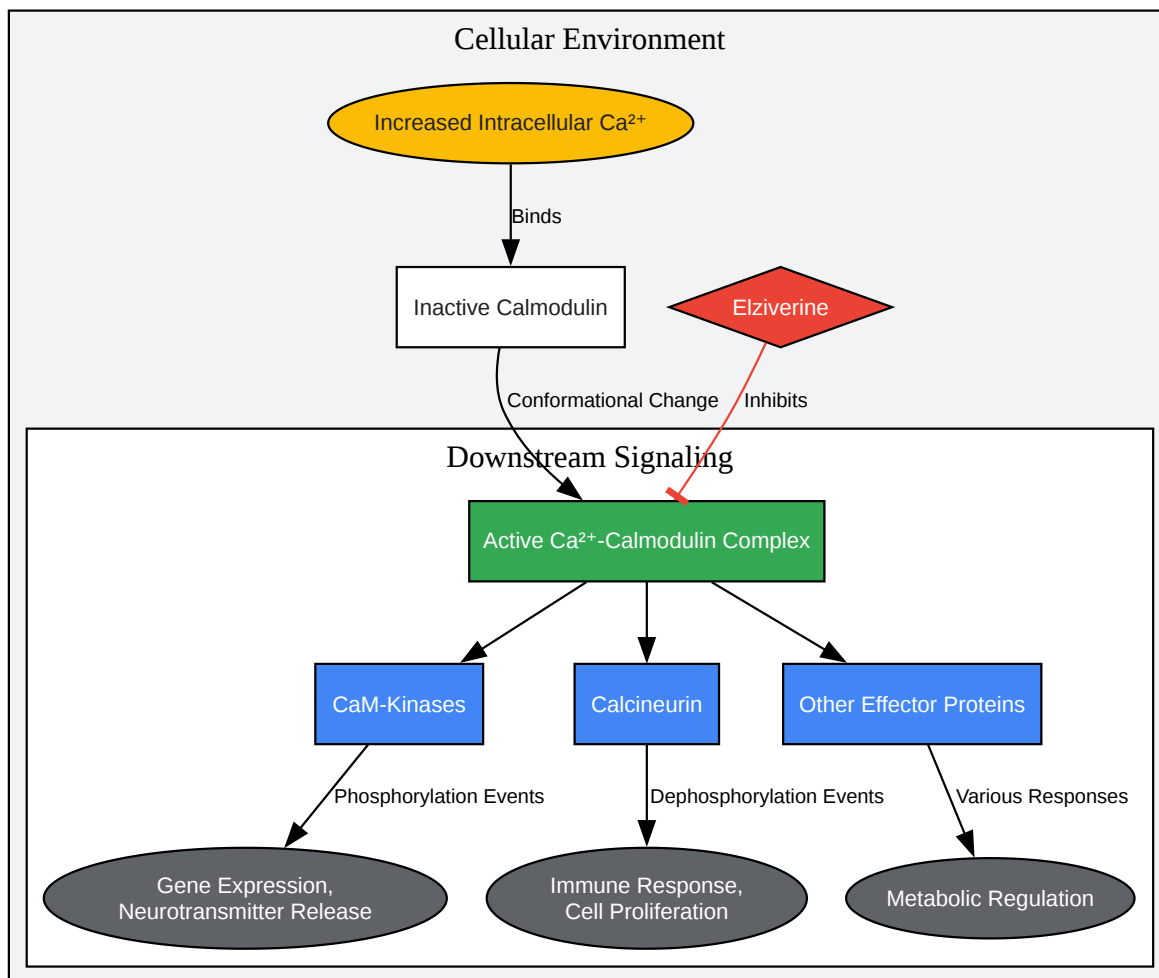 Cellular Environment
Increased Intracellular Ca²⁺
Binds
Inactive Calmodulin
Elziverine
Conformational Change
Inhibits
Downstream Signaling
Active Ca²⁺-Calmodulin Complex
CaM-Kinases
Calcineurin
Other Effector Proteins
Phosphorylation Events
Dephosphorylation Events
Various Responses
Gene Expression,
Neurotransmitter Release
Immune Response,
Cell Proliferation
Metabolic Regulation